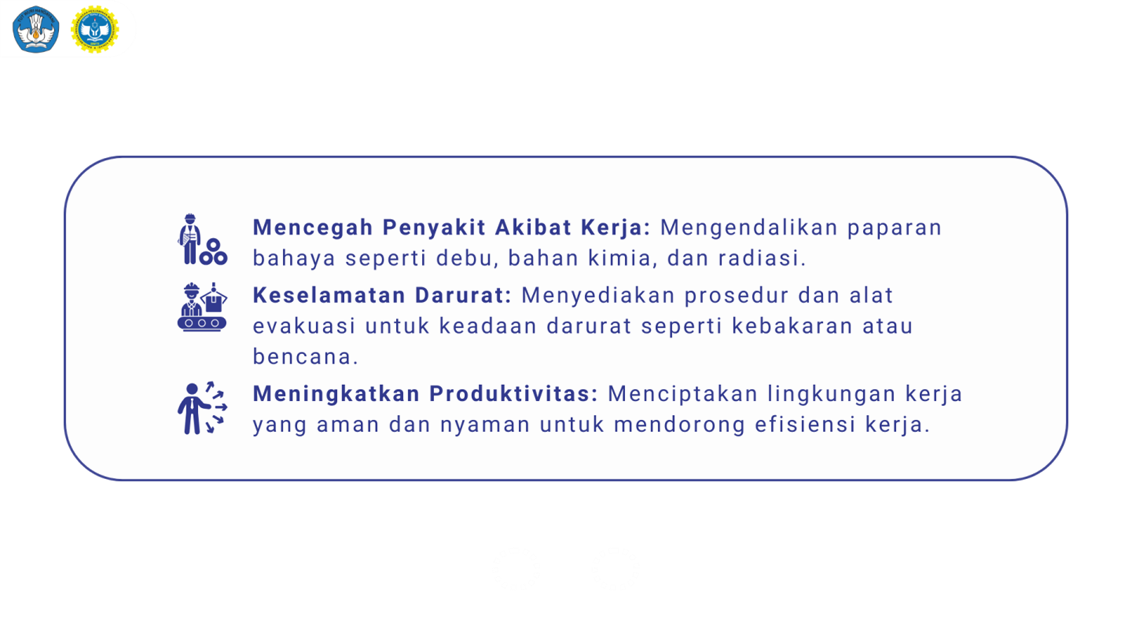 Mencegah Penyakit Akibat Kerja: Mengendalikan paparan
bahaya seperti debu, bahan kimia, dan radiasi.
Keselamatan Darurat: Menyediakan prosedur dan alat
evakuasi untuk keadaan darurat seperti kebakaran atau
bencana.
Meningkatkan Produktivitas: Menciptakan lingkungan kerja
yang aman dan nyaman untuk mendorong efisiensi kerja.